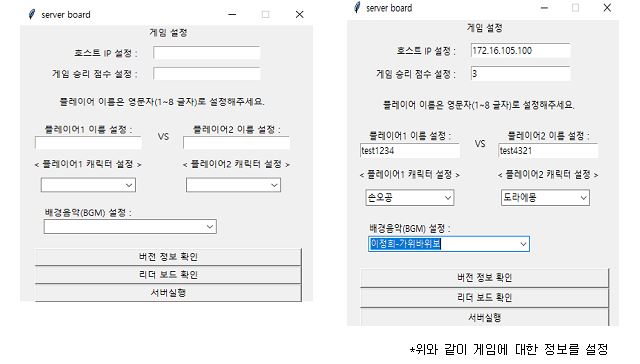 server board
게임 설정
호스트 IP 설정 :
게임 승리 점수 설정 :
플레이어 이름은 영문자(1~8 글자)로 설정해주세요.
플레이어1 이름 설정 :
VS
플레이어2 이름 설정 :
< 플레이어1 캐릭터 설정 >
< 플레이어2 캐릭터 설정 >
배경음악(BGM) 설정 :
버전 정보 확인
리더 보드 확인
서버실행
server board
게임 설정
호스트 IP 설정 : 172.16.105.100
게임 승리 점수 설정 : 3
플레이어 이름은 영문자(1~8 글자)로 설정해주세요.
플레이어1 이름 설정 :
VS
플레이어2 이름 설정 :
test1234
test4321
< 플레이어1 캐릭터 설정 >
< 플레이어2 캐릭터 설정 >
손오공
도라에몽
배경음악(BGM) 설정 :
이정희-가위바위보
버전 정보 확인
리더 보드 확인
서버실행
*위와 같이 게임에 대한 정보를 설정